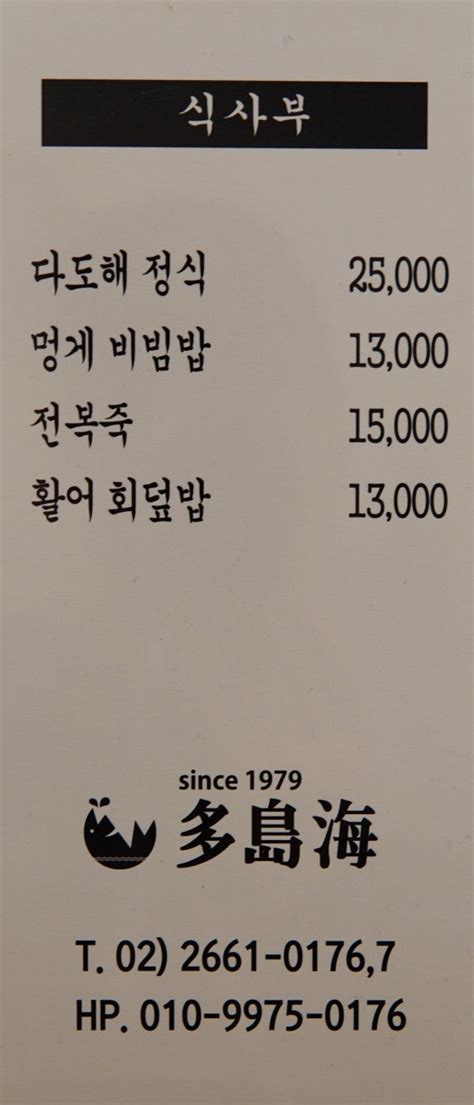 식사부
다도해 정식 25,000
멍게 비빔밥 13,000
전복죽 15,000
활어 회덮밥 13,000
since 1979
多島海
T. 02) 2661-0176,7
HP. 010-9975-0176